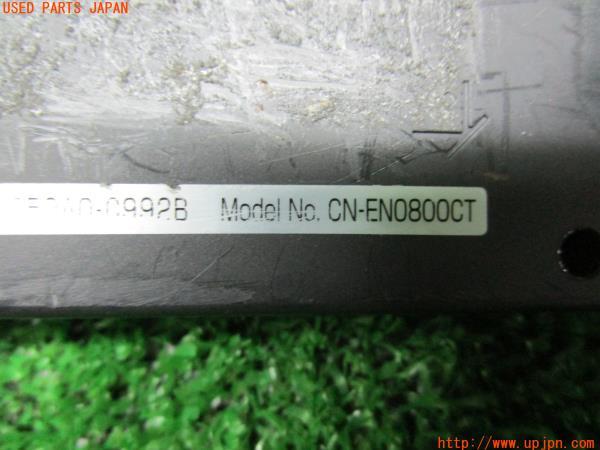 USED PARTS JAPAN
Model No. CN-EN0800CT
http://www.upjpn.com